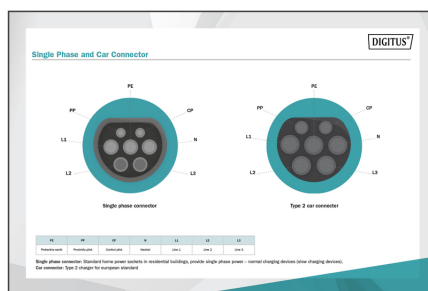 DIGITUS®
Single Phase and Car Connector
PE
PP
CP
L1
N
L2
L3
Single phase connector
PE
PP
CP
L1
N
L2
L3
Type 2 car connector
PE PP CP N L1 L2 L3
Protective earth Proximity pilot Control pilot Neutral Line 1 Line 2 Line 3
Single phase connector: Standard home power sockets in residential buildings, provide single phase power – normal charging devices (slow charging devices).
Car connector: Type 2 charger for european standard